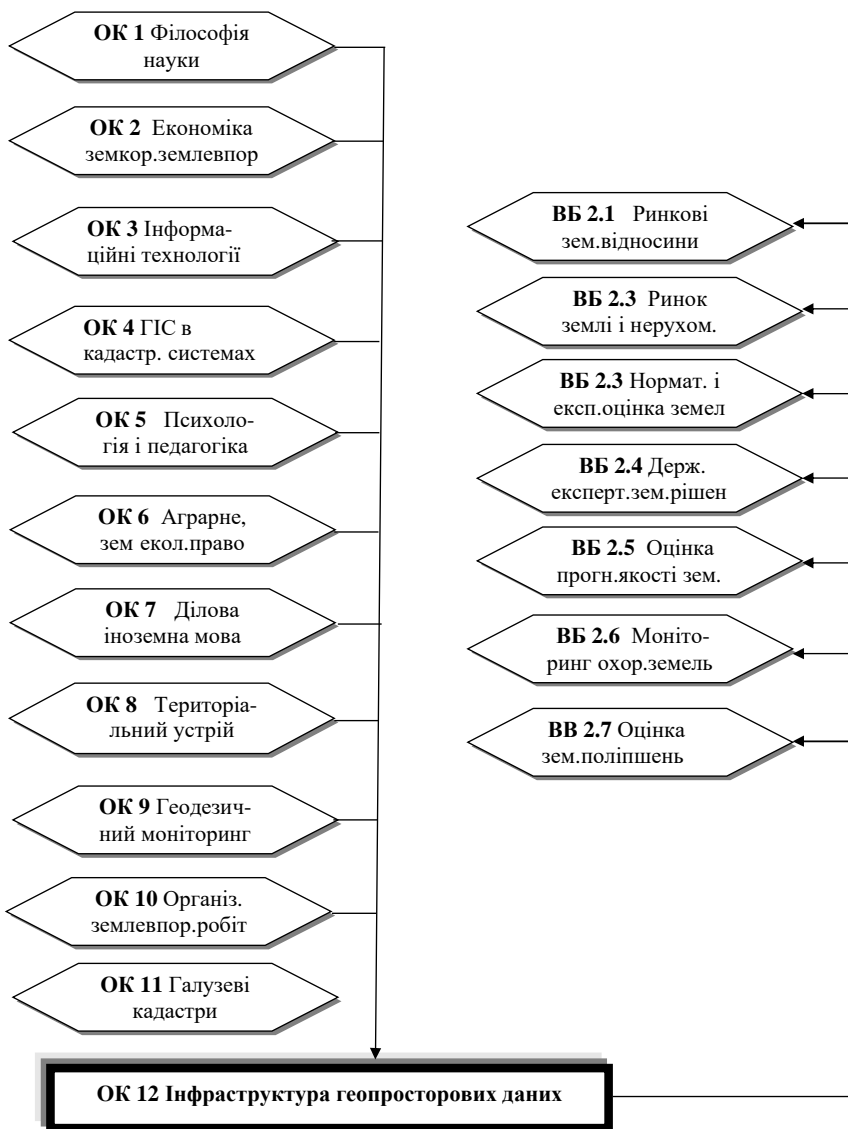 ОК 1 Філософія
науки
ОК 2 Економіка
земкор.землевпор
ОК 3 Інформа-
ційні технології
ОК 4 ГІС в
кадастр. системах
ОК 5 Психоло-
гія і педагогіка
ОК 6 Аграрне,
зем екол.право
ОК 7 Ділова
іноземна мова
ОК 8 Територіа-
льний устрій
ОК 9 Геодезич-
ний моніторинг
ОК 10 Організ.
землевпор.робіт
ОК 11 Галузеві
кадастри
ОК 12 Інфраструктура геопросторових даних
ВБ 2.1 Ринкові
зем.відносини
ВБ 2.3 Ринок
землі і нерухом.
ВБ 2.3 Нормат. і
експ.оцінка земел
ВБ 2.4 Держ.
експерт.зем.рішен
ВБ 2.5 Оцінка
прогн.якості зем.
ВБ 2.6 Моніто-
ринг охор.земель
ВВ 2.7 Оцінка
зем.поліпшень